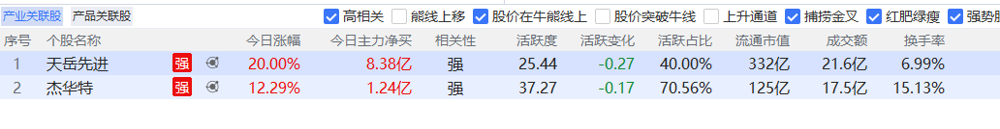 产业关联股 产品关联股 高相关 能线上移 股价在牛能线上 股价突破牛线 上升通道 捕捞金叉 红肥绿瘦 强势
序号 个股名称 今日涨幅 今日主力净买 相关性 活跃度 活跃变化 活跃占比 流通市值 成交额 换手率
1 天岳先进 强 20.00% 8.38亿 强 25.44 -0.27 40.00% 332亿 21.6亿 6.99%
2 杰华特 强 12.29% 1.24亿 强 37.27 -0.17 70.56% 125亿 17.5亿 15.13%